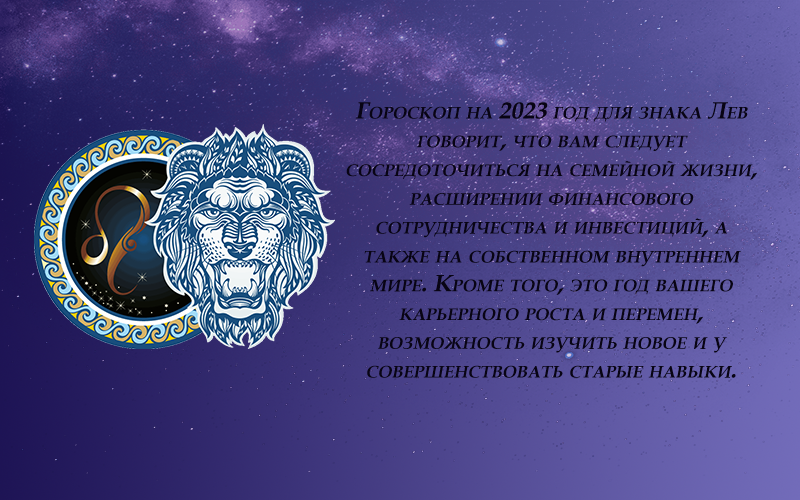 Гороскоп на 2023 год для знака Лев
говорит, что вам следует
сосредоточиться на семейной жизни,
расширении финансового
сотрудничества и инвестиций, а
также на собственном внутреннем
мире. Кроме того, это год вашего
карьерного роста и перемен,
возможность изучить новое и у
совершенствовать старые навыки.